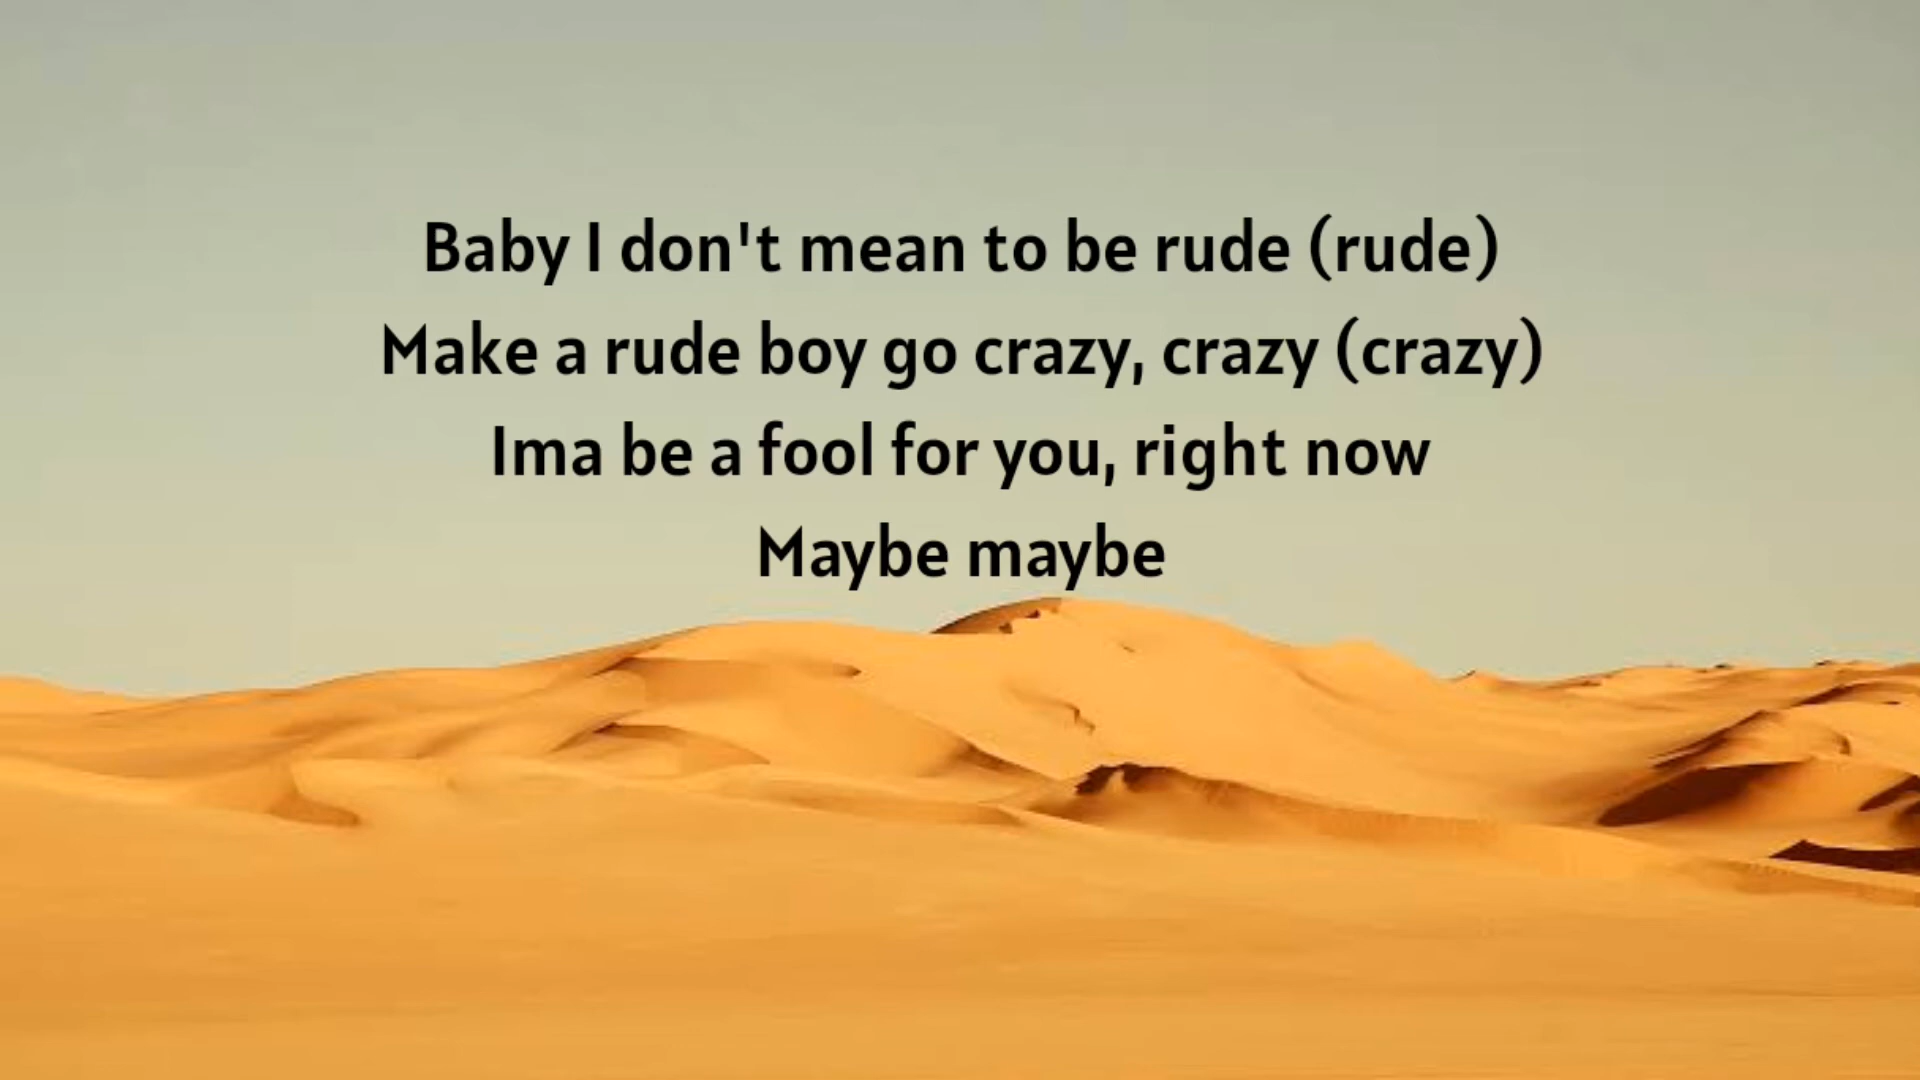 Baby I don't mean to be rude (rude)
Make a rude boy go crazy, crazy (crazy)
Ima be a fool for you, right now
Maybe maybe